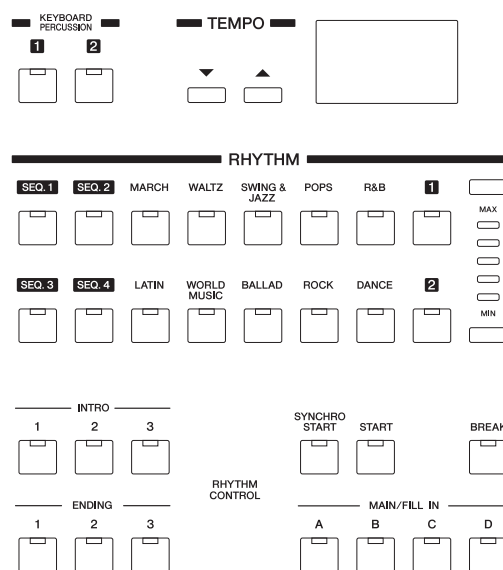 KEYBOARD
PERCUSSION
TEMPO
1 2
RHYTHM
SEQ. 1 SEQ. 2 MARCH WALTZ SWING & JAZZ POPS R&B 1
MAX
SEQ. 3 SEQ. 4 LATIN WORLD MUSIC BALLAD ROCK DANCE 2
MIN
INTRO
1 2 3
SYNCHRO START START BREAK
RHYTHM
CONTROL
ENDING
1 2 3
MAIN/FILL IN
A B C D